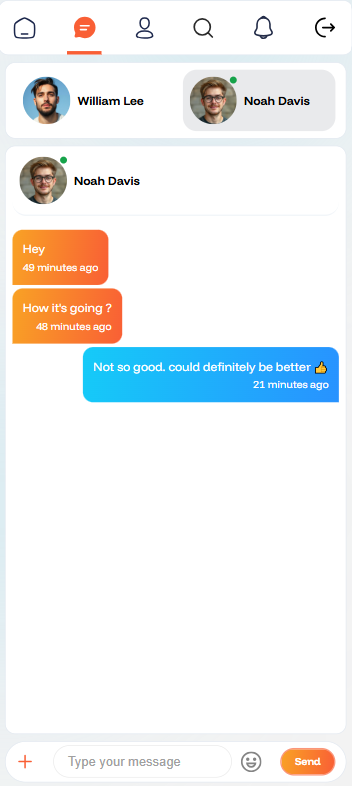 William Lee
Noah Davis
Noah Davis
Hey
49 minutes ago
How it's going ?
48 minutes ago
Not so good. could definitely be better 👍
21 minutes ago
Type your message
Send